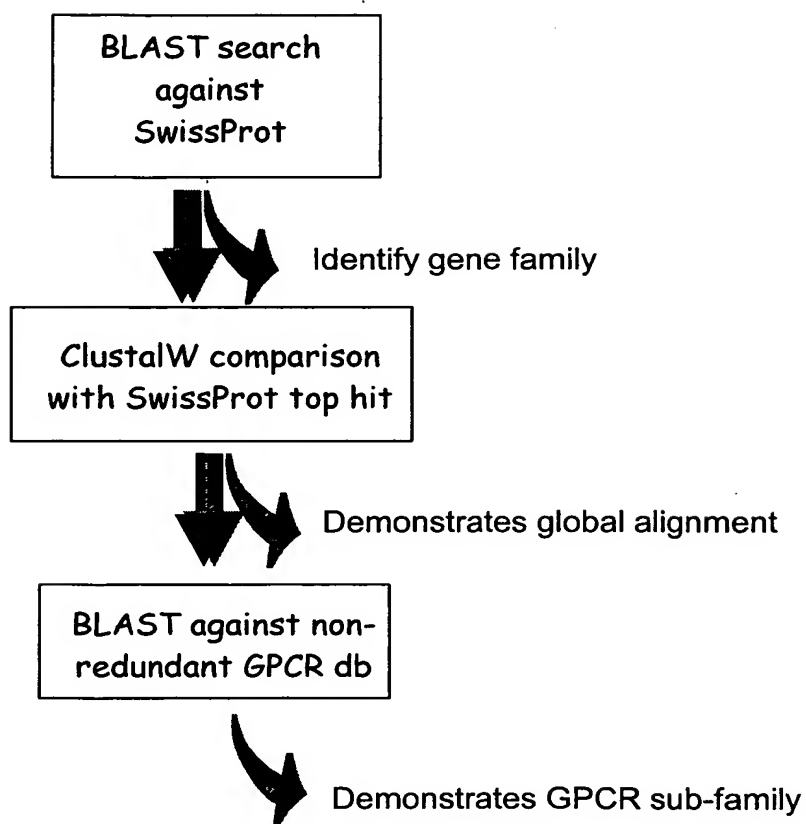 BLAST search
against
SwissProt
Identify gene family
ClustalW comparison
with SwissProt top hit
Demonstrates global alignment
BLAST against non-
redundant GPCR db
Demonstrates GPCR sub-family